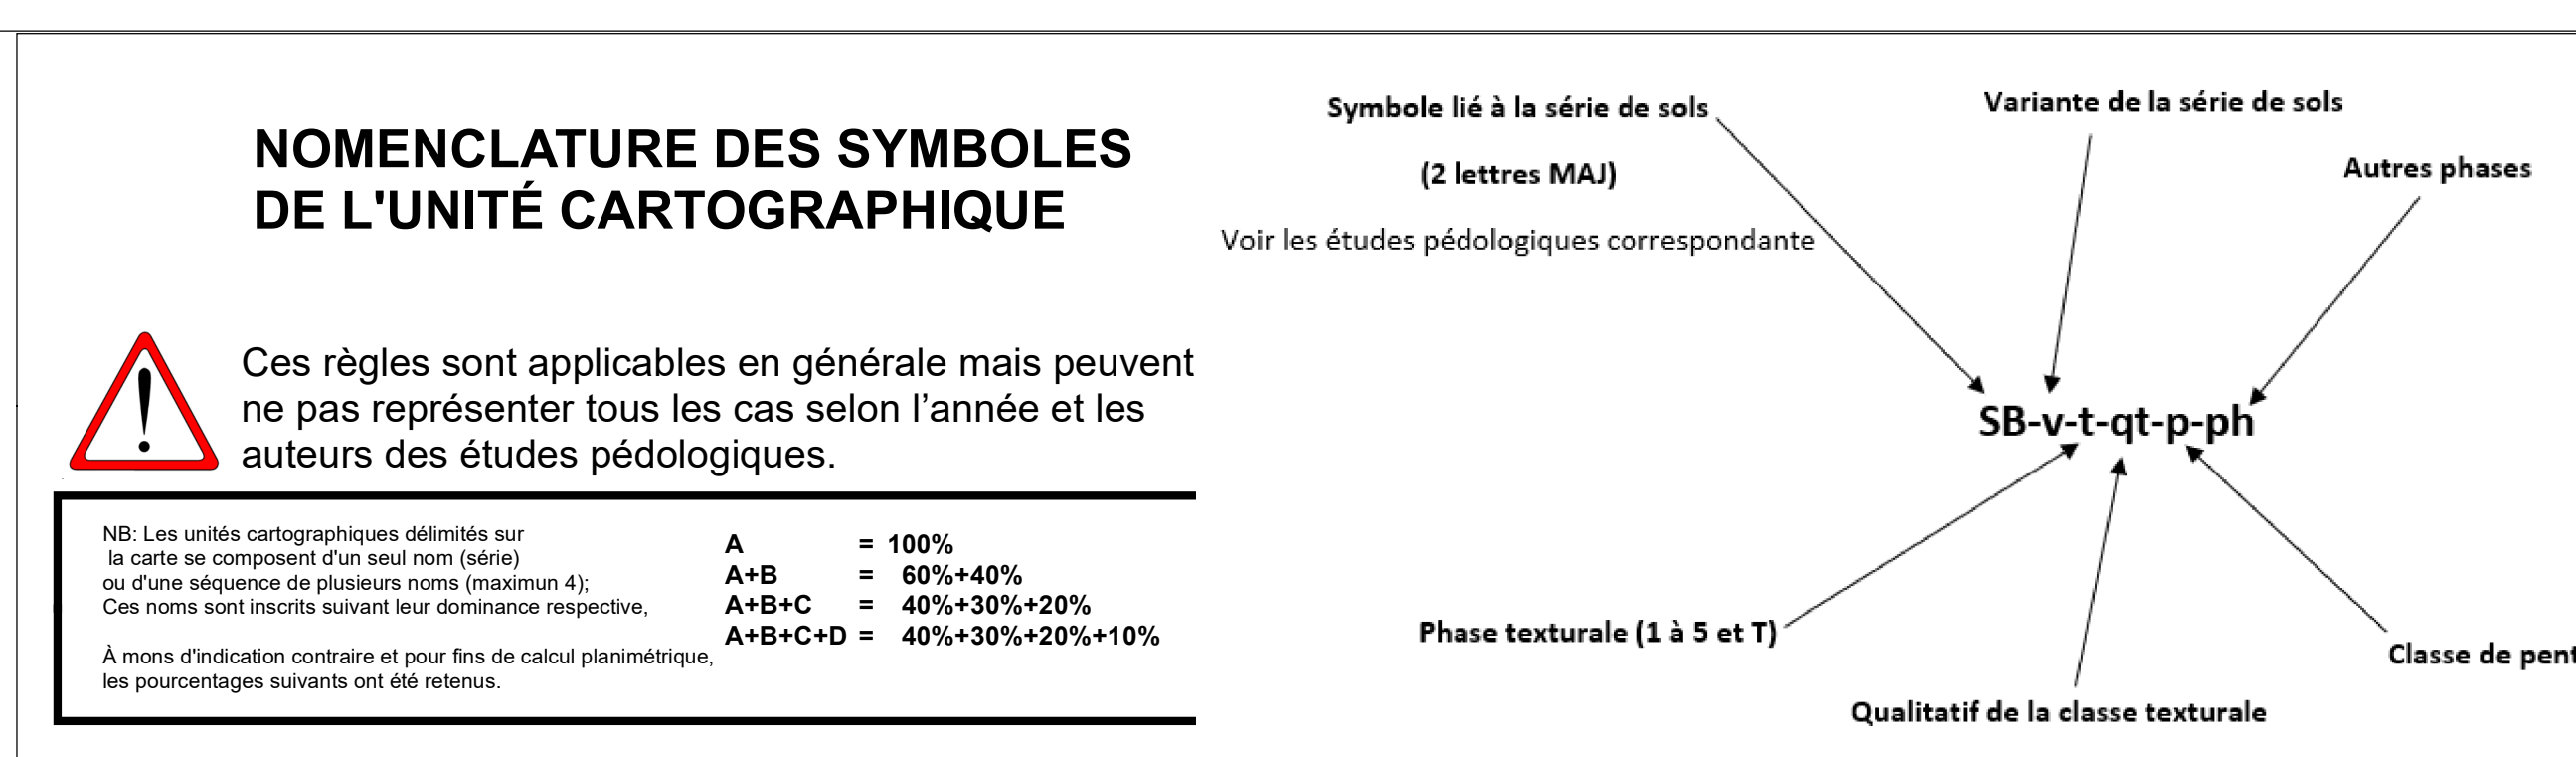 NOMENCLATURE DES SYMBOLES
DE L'UNITÉ CARTOGRAPHIQUE
Ces règles sont applicables en générale mais peuvent
ne pas représenter tous les cas selon l’année et les
auteurs des études pédologiques.
NB: Les unités cartographiques délimités sur
la carte se composent d'un seul nom (série)
ou d'une séquence de plusieurs noms (maximun 4);
Ces noms sont inscrits suivant leur dominance respective,
À mons d'indication contraire et pour fins de calcul planimétrique,
les pourcentages suivants ont été retenus.
A = 100%
A+B = 60%+40%
A+B+C = 40%+30%+20%
A+B+C+D = 40%+30%+20%+10%
Symbole lié à la série de sols
(2 lettres MAJ)
Voir les études pédologiques correspondante
Variante de la série de sols
Autres phases
SB-v-t-qt-p-ph
Phase texturale (1 à 5 et T)
Qualitatif de la classe texturale
Classe de pent